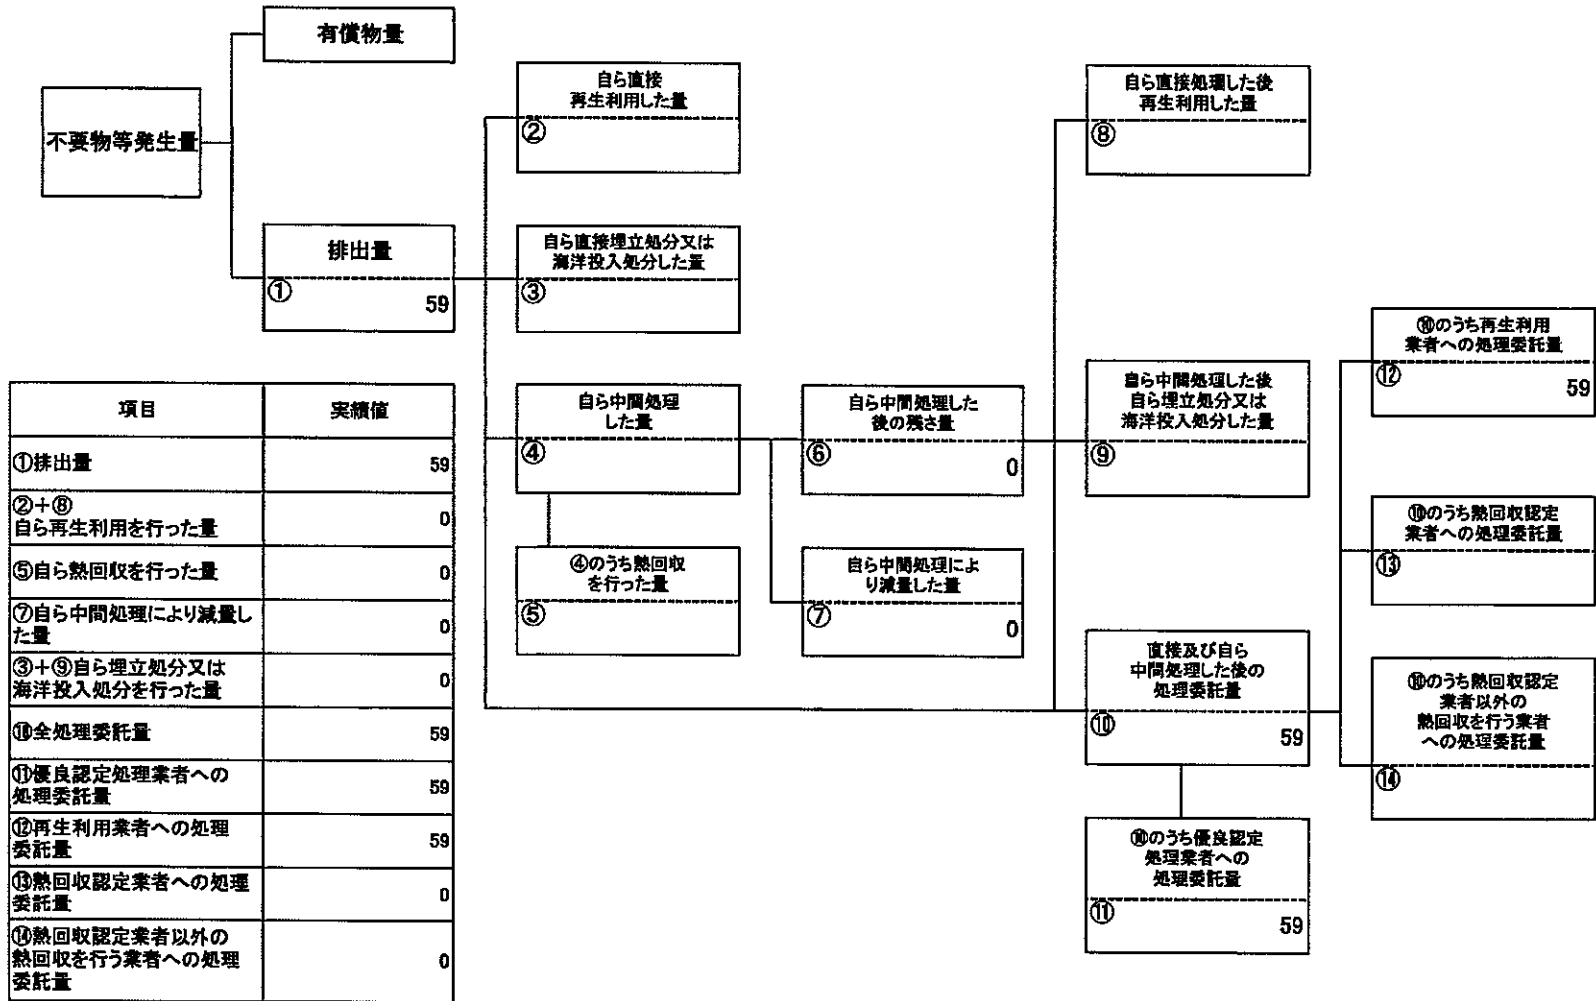 有償物量
不要物等発生量
排出量
①
59
自ら直接
再生利用した量
②
自ら直接埋立処分又は
海洋投入処分した量
③
自ら中間処理
した量
④
④のうち熱回収
を行った量
⑤
自ら中間処理した
後の残さ量
⑥
0
自ら中間処理によ
り減量した量
⑦
0
自ら直接処理した後
再生利用した量
⑧
自ら中間処理した後
自ら埋立処分又は
海洋投入処分した量
⑨
直接及び自ら
中間処理した後の
処理委託量
⑩
59
⑩のうち優良認定
処理業者への
処理委託量
⑪
59
⑩のうち再生利用
業者への処理委託量
⑫
59
⑩のうち熱回収認定
業者への処理委託量
⑬
⑩のうち熱回収認定
業者以外の
熱回収を行う業者
への処理委託量
⑭
項目 実績値
①排出量 59
②+⑧
自ら再生利用を行った量 0
⑤自ら熱回収を行った量 0
⑦自ら中間処理により減量し
た量 0
③+⑨自ら埋立処分又は
海洋投入処分を行った量 0
⑩全処理委託量 59
⑪優良認定処理業者への
処理委託量 59
⑫再生利用業者への処理
委託量 59
⑬熱回収認定業者への処理
委託量 0
⑭熱回収認定業者以外の
熱回収を行う業者への処理
委託量 0